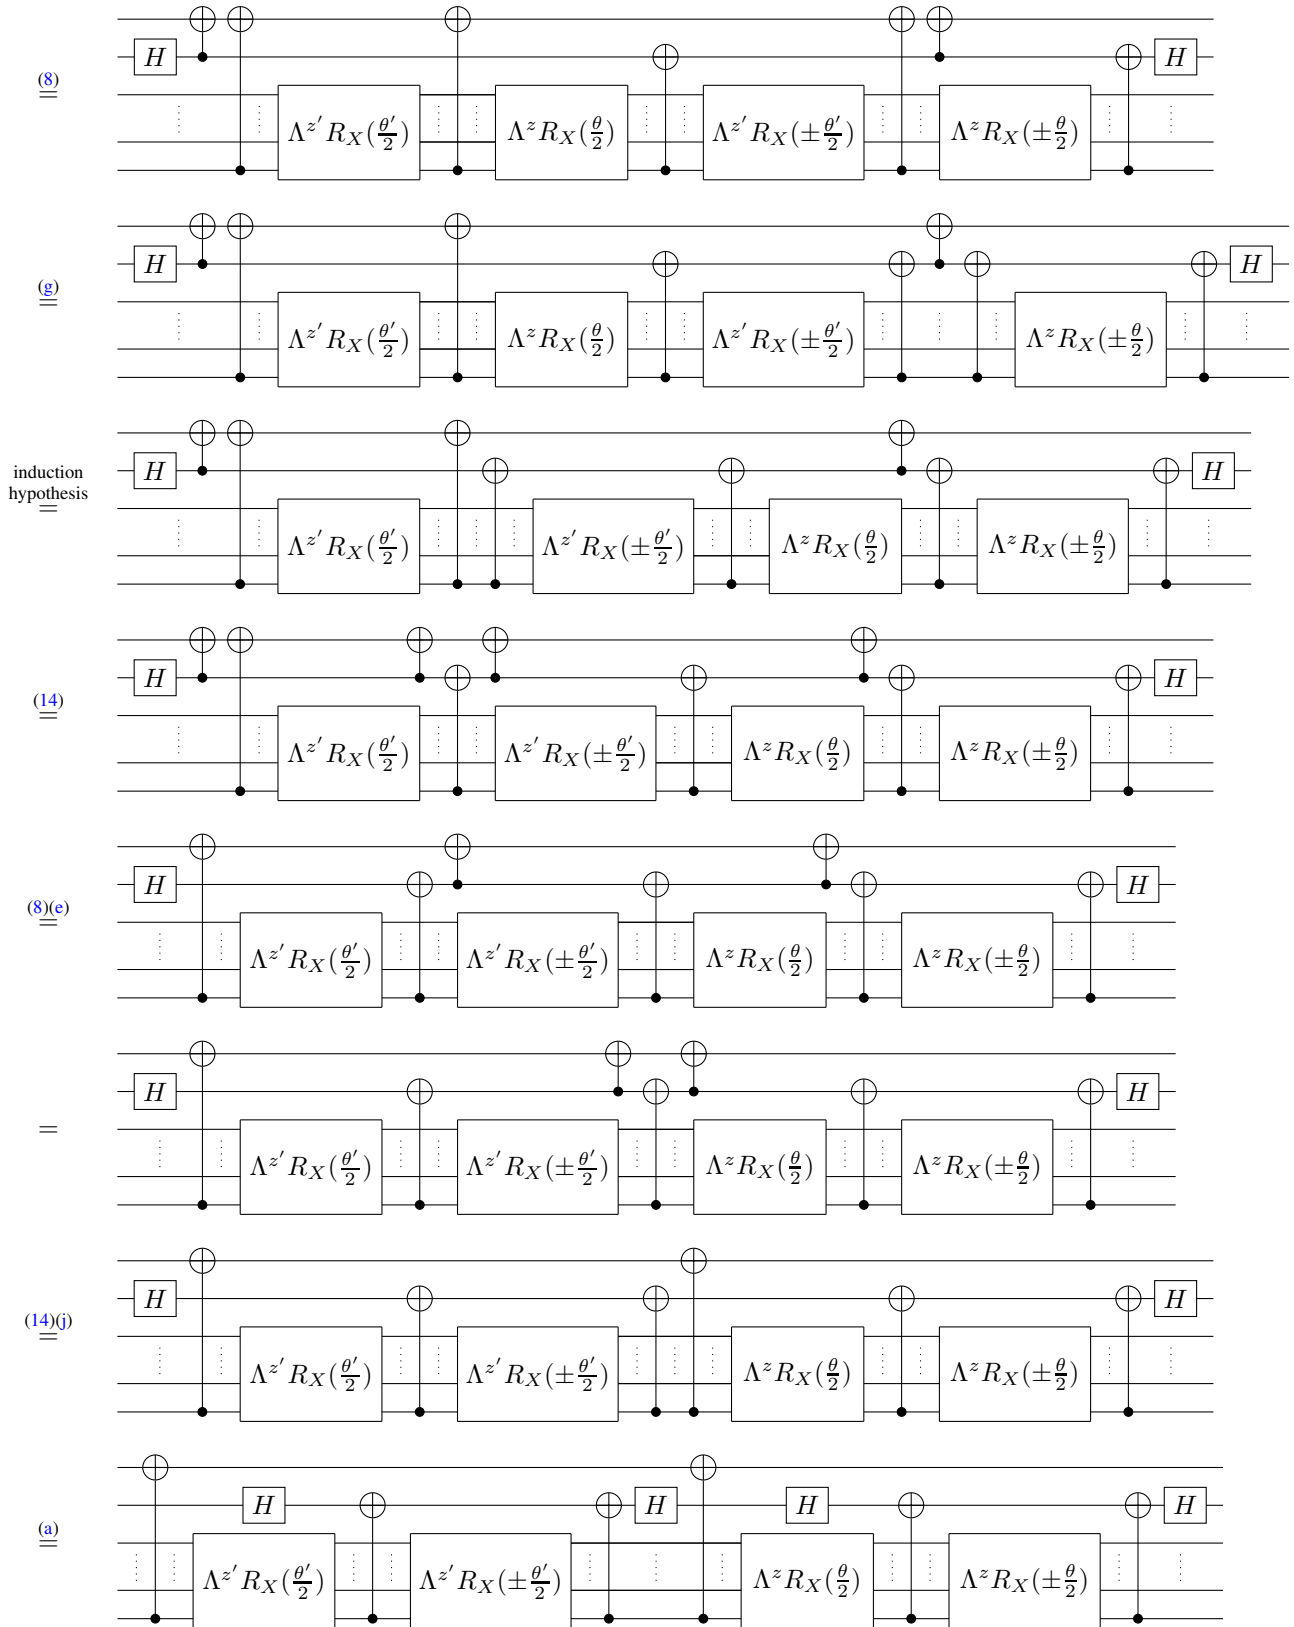 (8)
=
H
H
Λ^{z'} R_X(θ'/2)
Λ^z R_X(θ/2)
Λ^{z'} R_X(±θ'/2)
Λ^z R_X(±θ/2)
(g)
=
H
H
Λ^{z'} R_X(θ'/2)
Λ^z R_X(θ/2)
Λ^{z'} R_X(±θ'/2)
Λ^z R_X(±θ/2)
induction
hypothesis
=
H
H
Λ^{z'} R_X(θ'/2)
Λ^{z'} R_X(±θ'/2)
Λ^z R_X(θ/2)
Λ^z R_X(±θ/2)
(14)
=
H
H
Λ^{z'} R_X(θ'/2)
Λ^{z'} R_X(±θ'/2)
Λ^z R_X(θ/2)
Λ^z R_X(±θ/2)
(8)(e)
=
H
H
Λ^{z'} R_X(θ'/2)
Λ^{z'} R_X(±θ'/2)
Λ^z R_X(θ/2)
Λ^z R_X(±θ/2)
=
H
H
Λ^{z'} R_X(θ'/2)
Λ^{z'} R_X(±θ'/2)
Λ^z R_X(θ/2)
Λ^z R_X(±θ/2)
(14)(j)
=
H
H
Λ^{z'} R_X(θ'/2)
Λ^{z'} R_X(±θ'/2)
Λ^z R_X(θ/2)
Λ^z R_X(±θ/2)
(a)
=
H
H
H
H
Λ^{z'} R_X(θ'/2)
Λ^{z'} R_X(±θ'/2)
Λ^z R_X(θ/2)
Λ^z R_X(±θ/2)